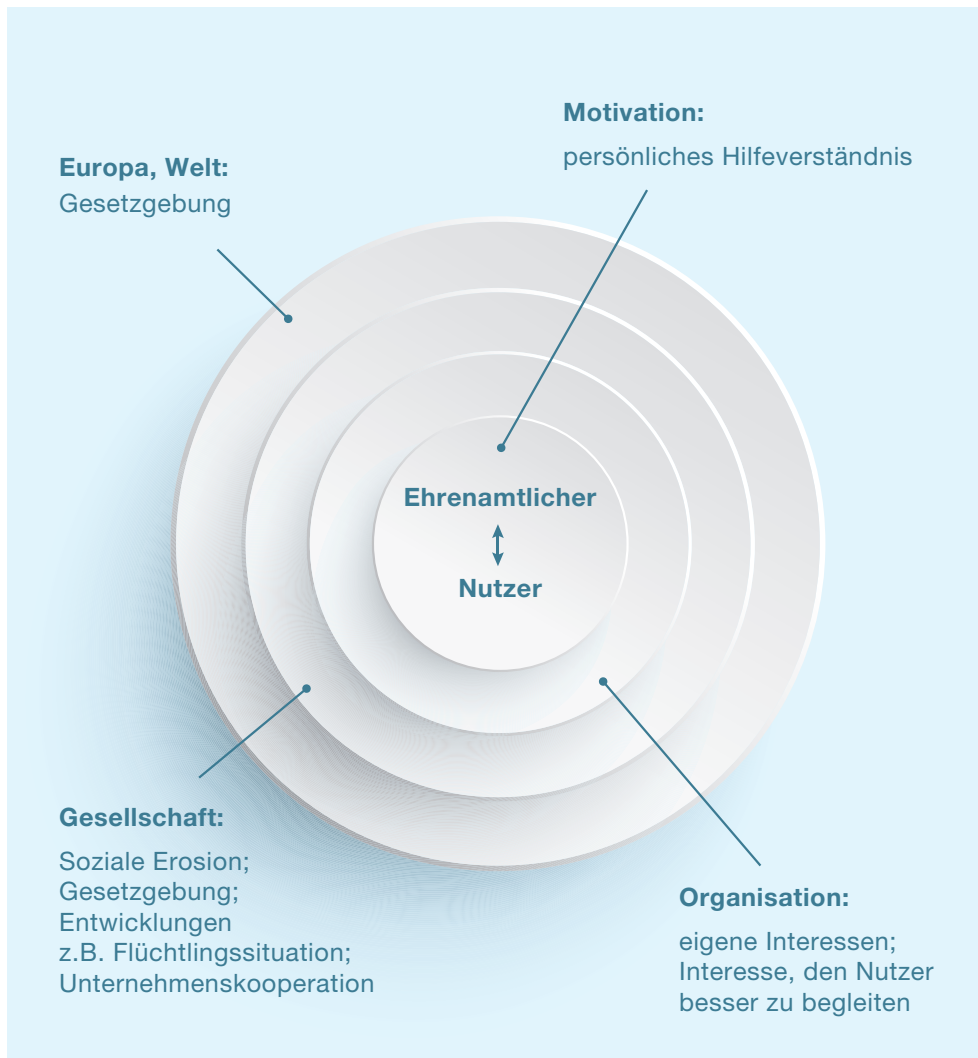 Motivation:
persönliches Hilfeverständnis
Europa, Welt:
Gesetzgebung
Ehrenamtlicher
Nutzer
Gesellschaft:
Soziale Erosion;
Gesetzgebung;
Entwicklungen
z.B. Flüchtlingssituation;
Unternehmenskooperation
Organisation:
eigene Interessen;
Interesse, den Nutzer
besser zu begleiten